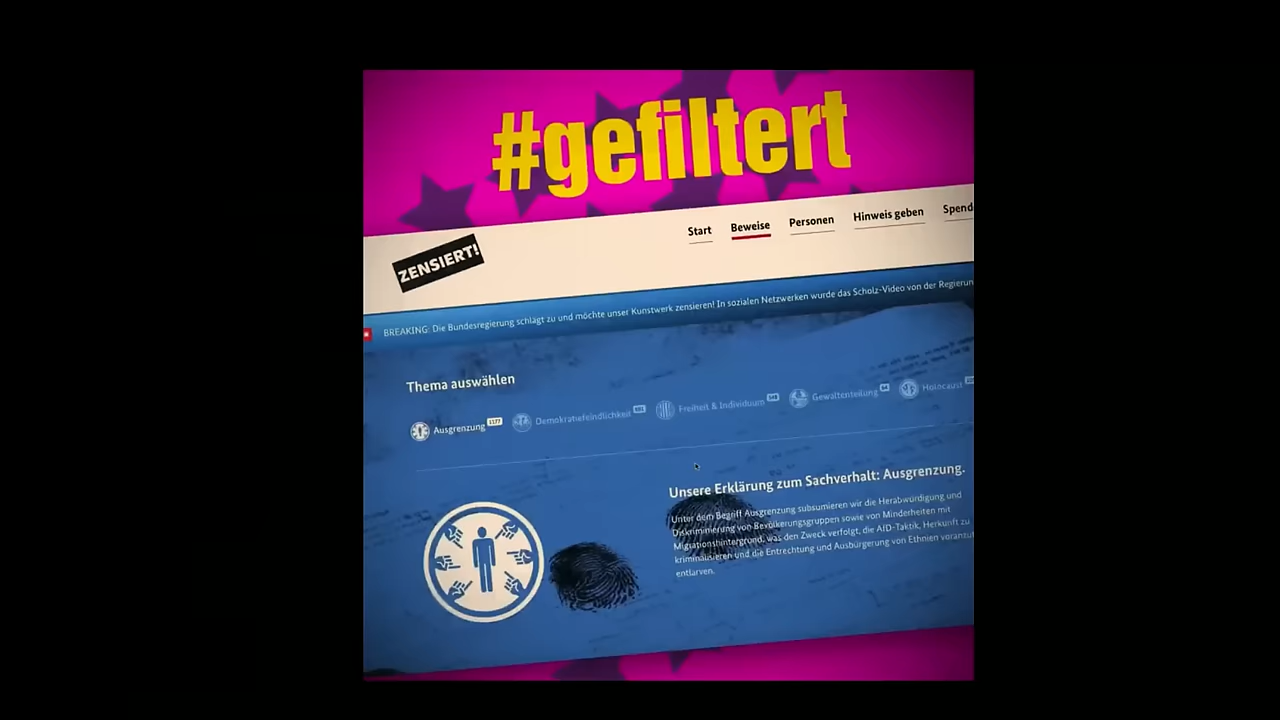 #gefiltert
Start Beweise Personen Hinweis geben Spend
ZENSIERT!
BREAKING: Die Bundesregierung schlägt zu und möchte unser Kunstwerk zensieren! In sozialen Netzwerken wurde das Scholz-Video von der Regierun
Thema auswählen
Ausgrenzung 1177 Demokratiefeindlichkeit Freiheit & Individuum Gewaltenteilung Holocaust
Unsere Erklärung zum Sachverhalt: Ausgrenzung.
Unter dem Begriff Ausgrenzung subsumieren wir die Herabwürdigung und
Diskriminierung von Bevölkerungsgruppen sowie von Minderheiten mit
Migrationshintergrund, was den Zweck verfolgt, die AfD-Taktik, Herkunft zu
kriminalisieren und die Entrechtung und Ausbürgerung von Ethnien vorantr
entlarven.